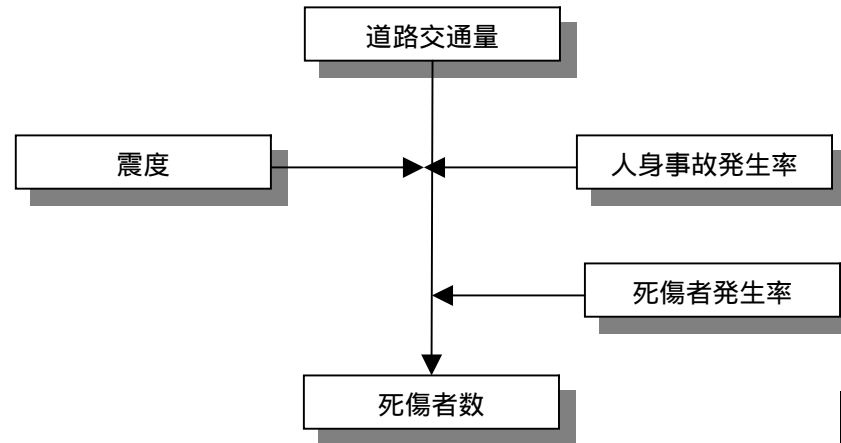 道路交通量
震度
人身事故発生率
死傷者発生率
死傷者数